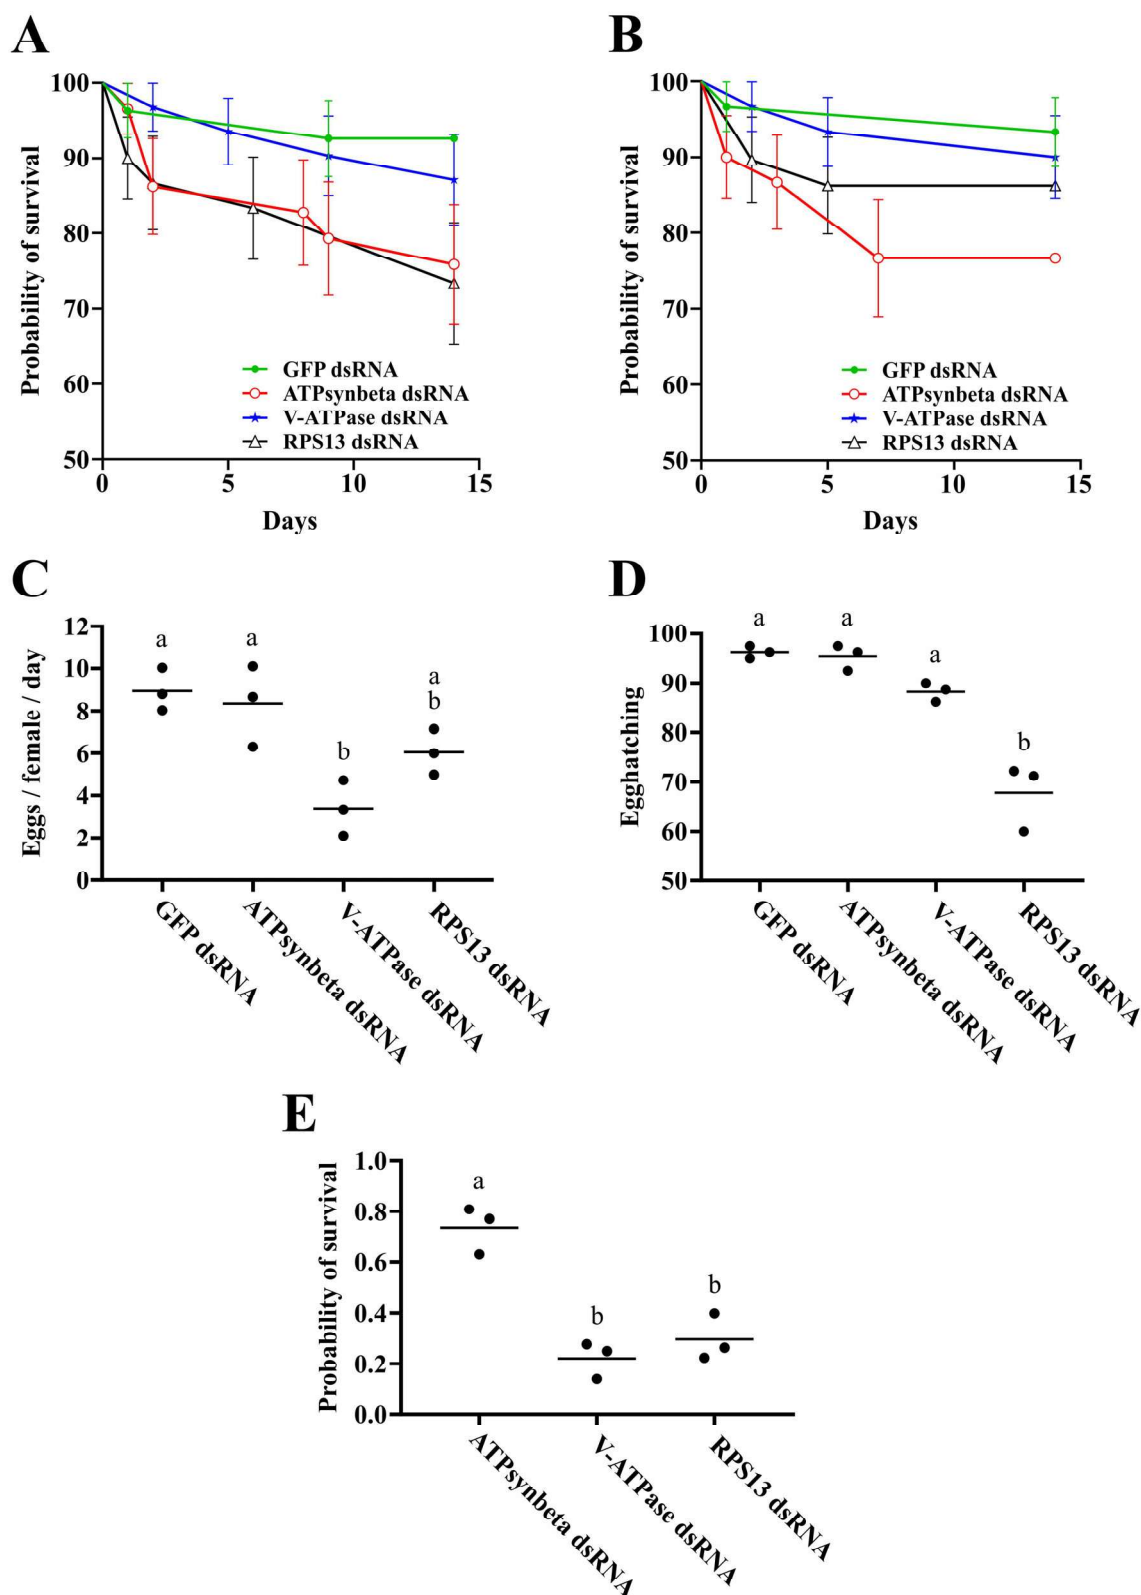 A
Probability of survival
100
90
80
70
60
50
0
5
10
15
Days
GFP dsRNA
ATPsynbeta dsRNA
V-ATPase dsRNA
RPS13 dsRNA
B
Probability of survival
100
90
80
70
60
50
0
5
10
15
Days
GFP dsRNA
ATPsynbeta dsRNA
V-ATPase dsRNA
RPS13 dsRNA
C
Eggs / female / day
12
10
8
6
4
2
0
a
a
b
a
b
GFP dsRNA
ATPsynbeta dsRNA
V-ATPase dsRNA
RPS13 dsRNA
D
Egghatching
100
90
80
70
60
50
a
a
a
b
GFP dsRNA
ATPsynbeta dsRNA
V-ATPase dsRNA
RPS13 dsRNA
E
Probability of survival
1.0
0.8
0.6
0.4
0.2
0.0
a
b
b
ATPsynbeta dsRNA
V-ATPase dsRNA
RPS13 dsRNA